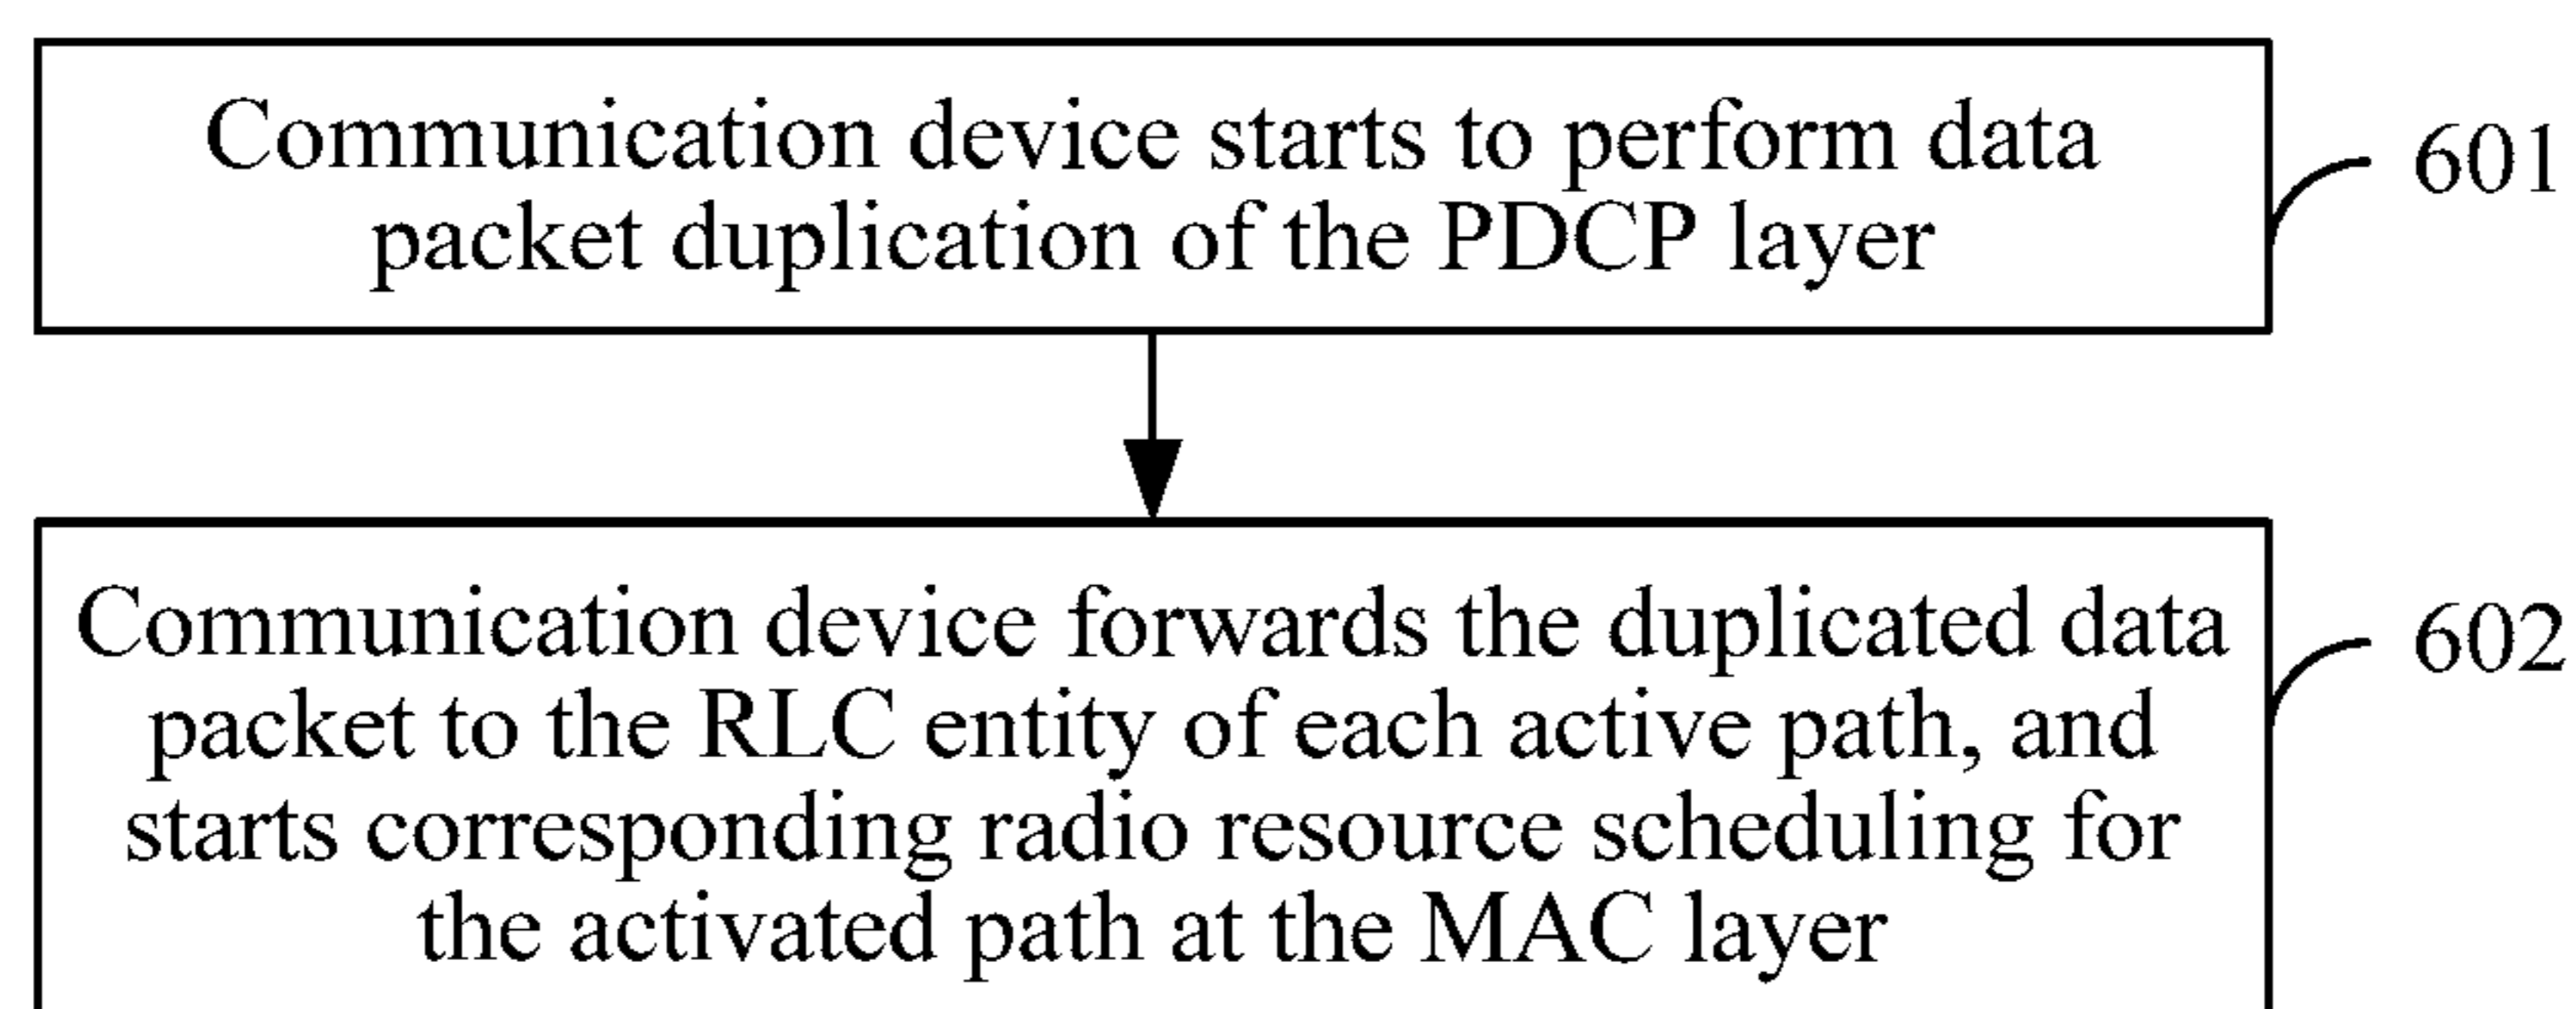 Communication device starts to perform data
packet duplication of the PDCP layer
601
Communication device forwards the duplicated data
packet to the RLC entity of each active path, and
starts corresponding radio resource scheduling for
the activated path at the MAC layer
602